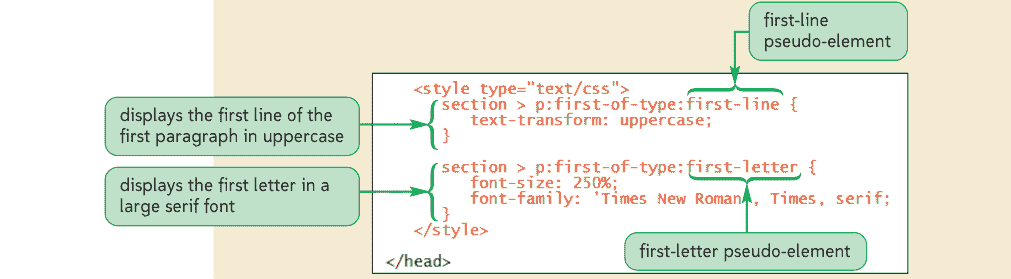 first-line
pseudo-element
<style type="text/css">
section > p:first-of-type:first-line {
text-transform: uppercase;
}
displays the first line of the
first paragraph in uppercase
section > p:first-of-type:first-letter {
font-size: 250%;
font-family: 'Times New Roman', Times, serif;
}
displays the first letter in a
large serif font
</style>
first-letter pseudo-element
</head>